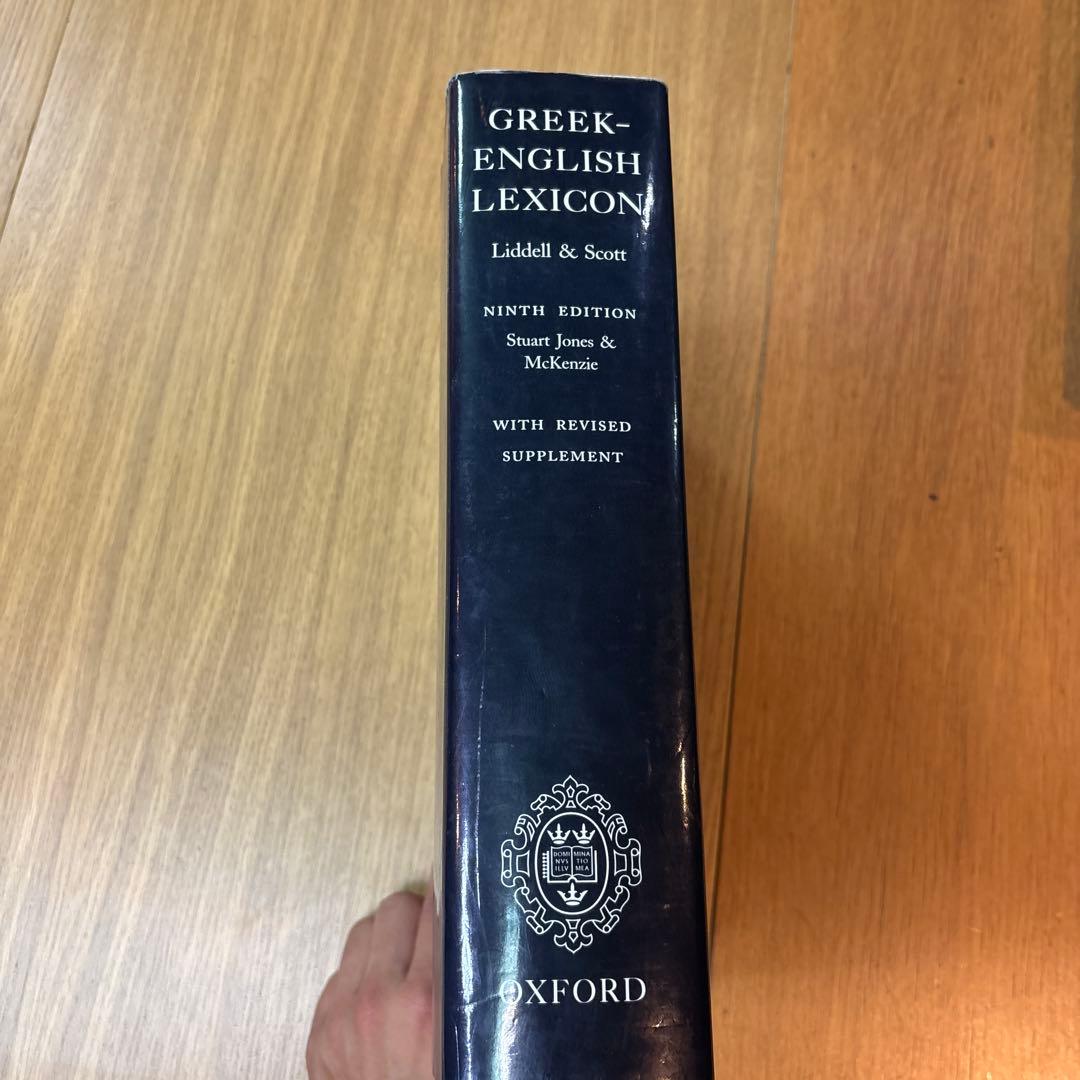 GREEK–
ENGLISH
LEXICON
Liddell & Scott
NINTH EDITION
Stuart Jones &
McKenzie
WITH REVISED
SUPPLEMENT
DOMI MINA
NVS TIO
ILLV MEA
OXFORD